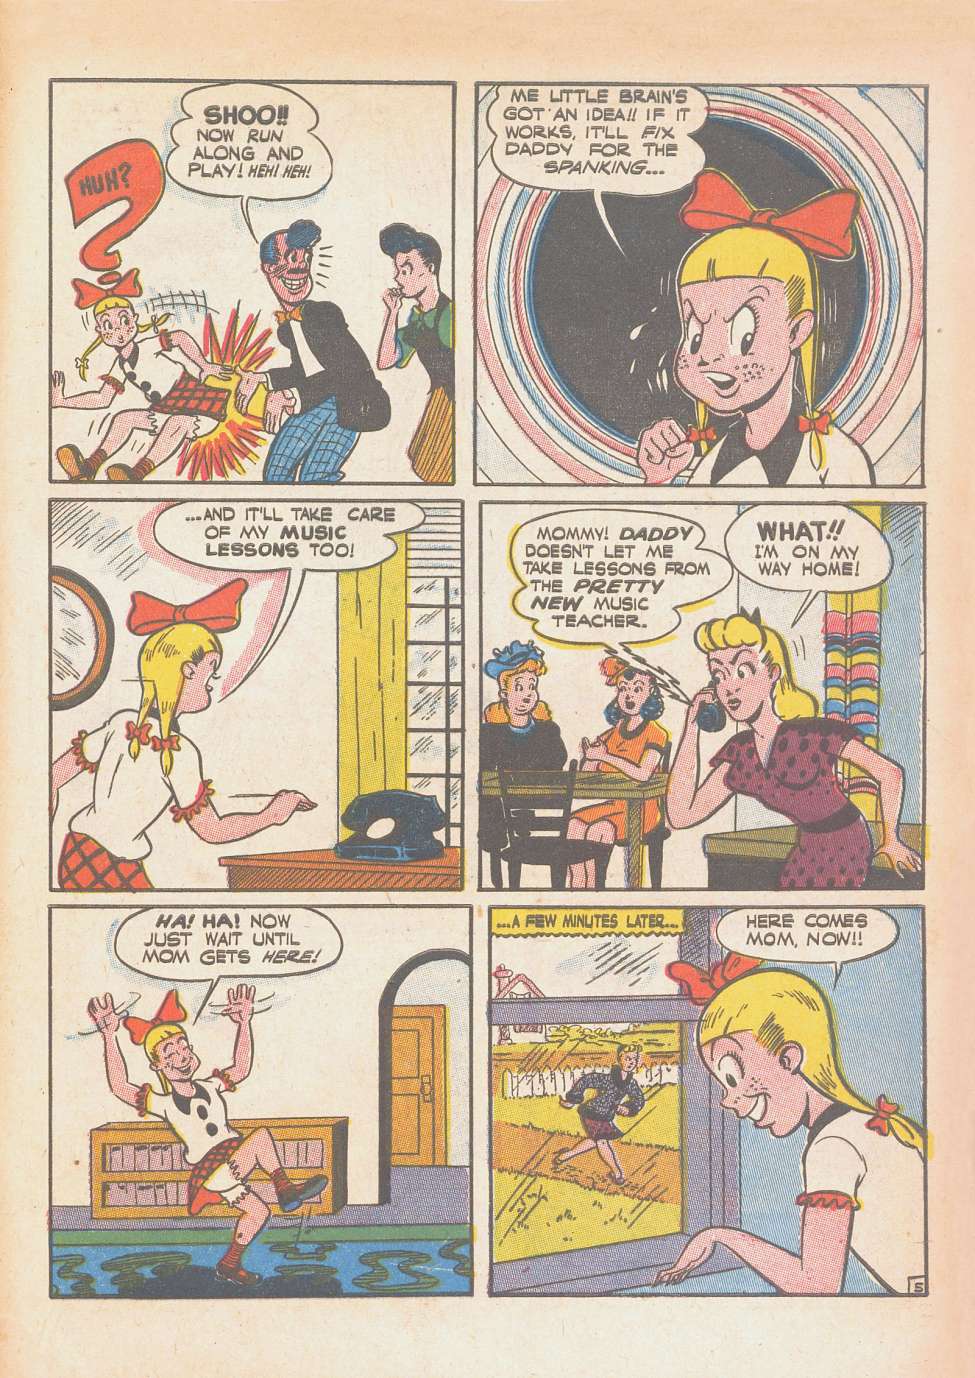 SHOO!!
NOW RUN
ALONG AND
PLAY! HEH! HEH!
HUH?
ME LITTLE BRAIN'S
GOT AN IDEA!! IF IT
WORKS, IT'LL FIX
DADDY FOR THE
SPANKING...
...AND IT'LL TAKE CARE
OF MY MUSIC
LESSONS TOO!
MOMMY! DADDY
DOESN'T LET ME
TAKE LESSONS FROM
THE PRETTY
NEW MUSIC
TEACHER.
WHAT!!
I'M ON MY
WAY HOME!
HA! HA! NOW
JUST WAIT UNTIL
MOM GETS HERE!
...A FEW MINUTES LATER...
HERE COMES
MOM, NOW!!
5